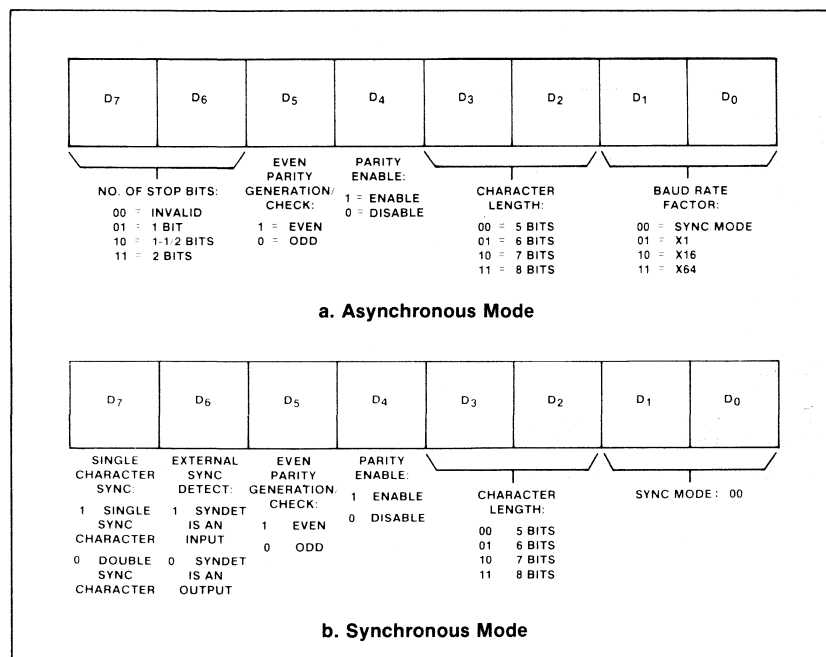 D7 D6 D5 D4 D3 D2 D1 D0
NO. OF STOP BITS:
00 = INVALID
01 = 1 BIT
10 = 1-1/2 BITS
11 = 2 BITS
EVEN
PARITY
GENERATION/
CHECK:
1 = EVEN
0 = ODD
PARITY
ENABLE:
1 = ENABLE
0 = DISABLE
CHARACTER
LENGTH:
00 = 5 BITS
01 = 6 BITS
10 = 7 BITS
11 = 8 BITS
BAUD RATE
FACTOR:
00 = SYNC MODE
01 = X1
10 = X16
11 = X64
a. Asynchronous Mode
D7 D6 D5 D4 D3 D2 D1 D0
SINGLE
CHARACTER
SYNC:
1 SINGLE
SYNC
CHARACTER
0 DOUBLE
SYNC
CHARACTER
EXTERNAL
SYNC
DETECT:
1 SYNDET
IS AN
INPUT
0 SYNDET
IS AN
OUTPUT
EVEN
PARITY
GENERATION/
CHECK:
1 EVEN
0 ODD
PARITY
ENABLE:
1 ENABLE
0 DISABLE
CHARACTER
LENGTH:
00 5 BITS
01 6 BITS
10 7 BITS
11 8 BITS
SYNC MODE: 00
b. Synchronous Mode